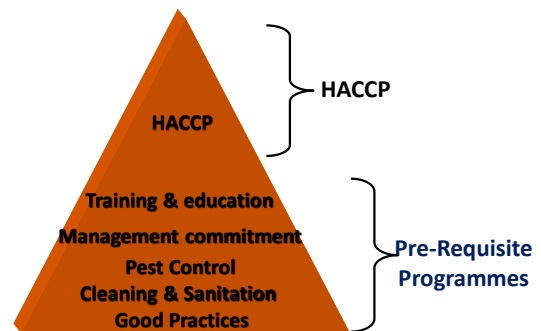 HACCP
HACCP
Training & education
Management commitment
Pest Control
Cleaning & Sanitation
Good Practices
Pre-Requisite
Programmes